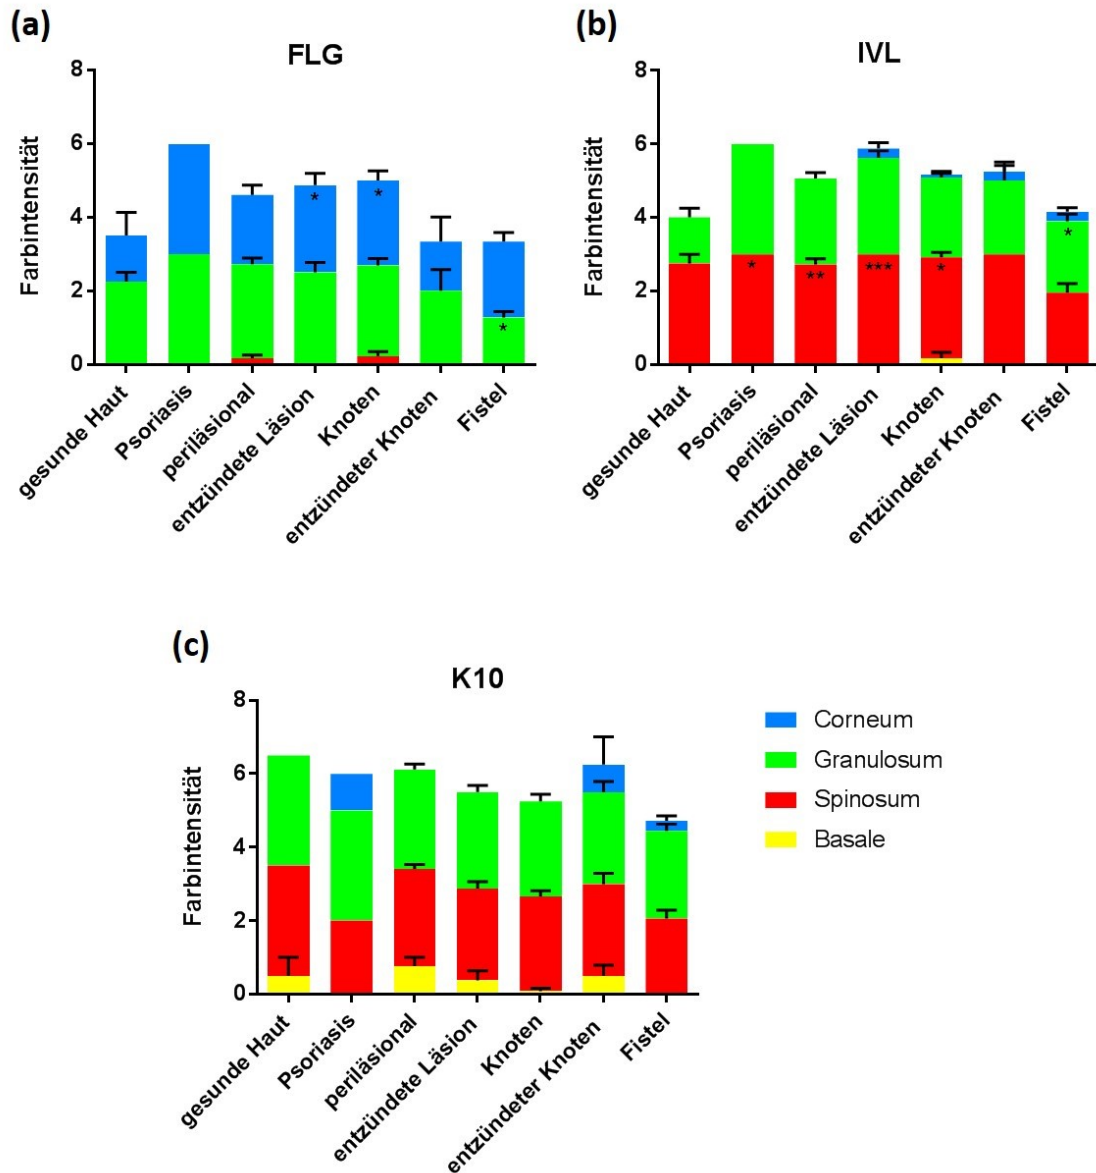 (a)
FLG
Farbintensität
8
6
4
2
0
*
*
*
gesunde Haut
Psoriasis
periläsional
entzündete Läsion
Knoten
entzündeter Knoten
Fistel
(b)
IVL
Farbintensität
8
6
4
2
0
*
**
***
*
*
gesunde Haut
Psoriasis
periläsional
entzündete Läsion
Knoten
entzündeter Knoten
Fistel
(c)
K10
Farbintensität
8
6
4
2
0
gesunde Haut
Psoriasis
periläsional
entzündete Läsion
Knoten
entzündeter Knoten
Fistel
Corneum
Granulosum
Spinosum
Basale